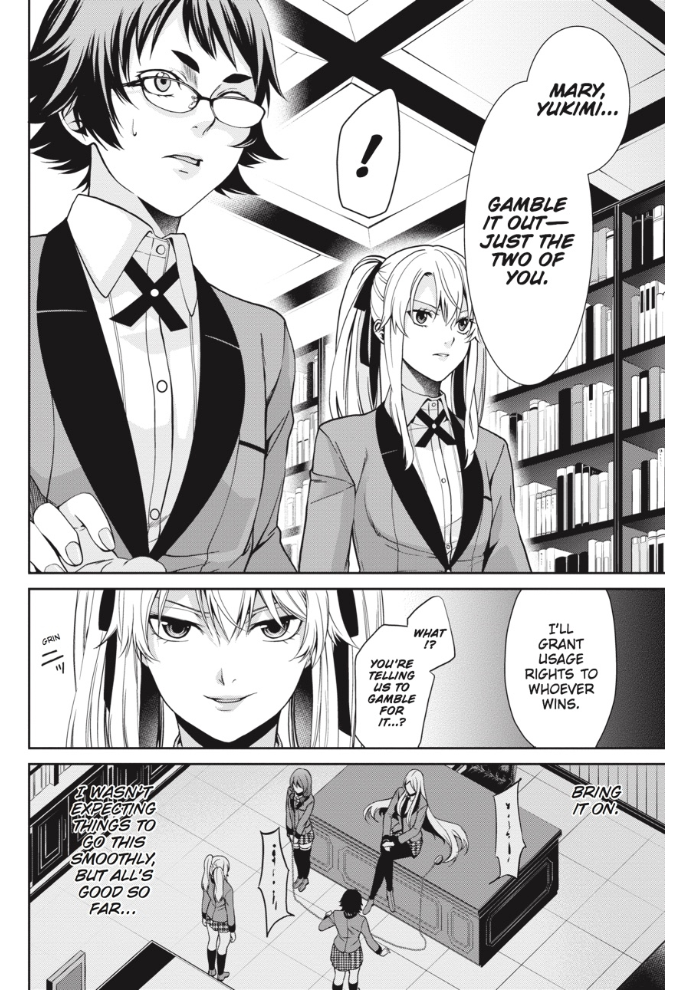 MARY,
YUKIMI...
GAMBLE
IT OUT—
JUST THE
TWO OF
YOU.
!
I'LL
GRANT
USAGE
RIGHTS TO
WHOEVER
WINS.
WHAT
!?
YOU'RE
TELLING
US TO
GAMBLE
FOR
IT...?
GRIN
ニッ
BRING
IT ON.
I WASN'T
EXPECTING
THINGS TO
GO THIS
SMOOTHLY,
BUT ALL'S
GOOD SO
FAR...